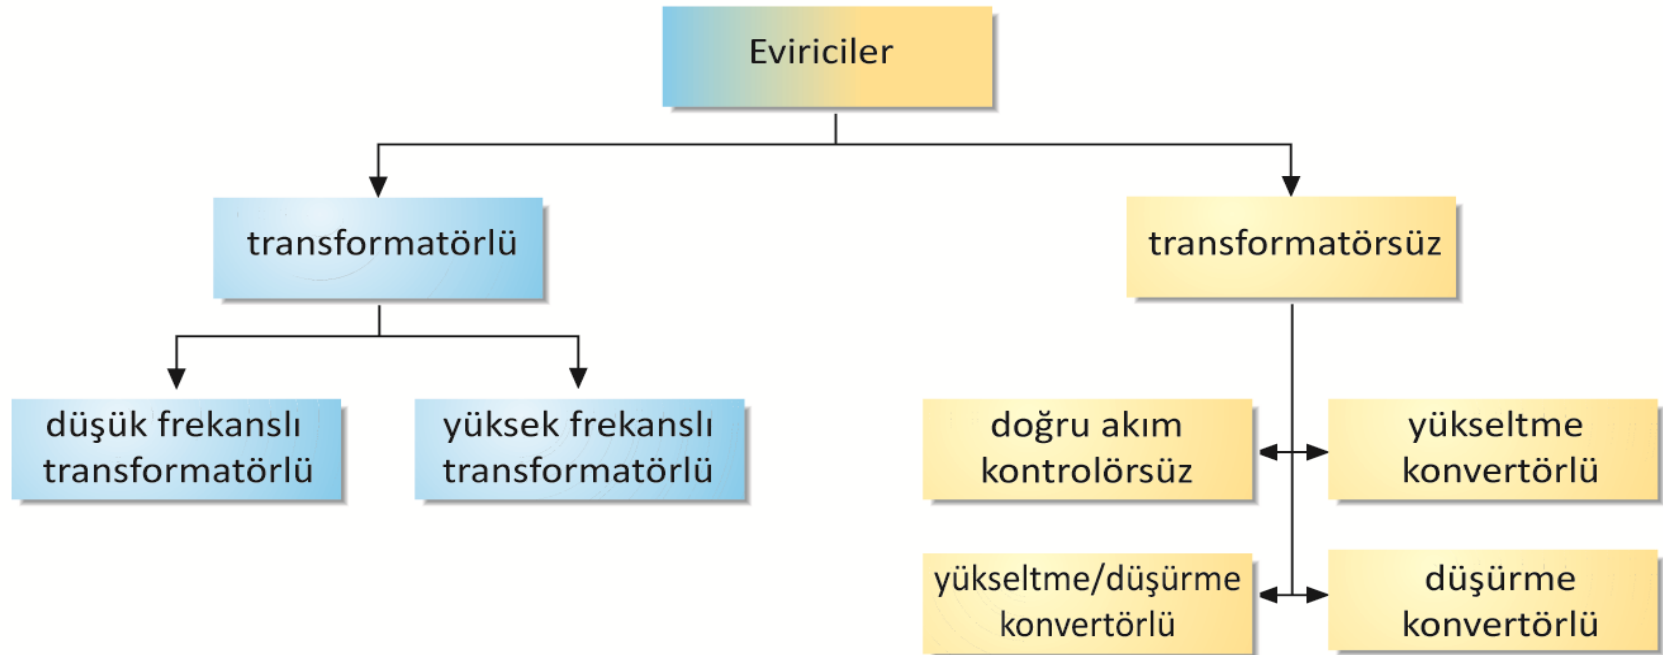 Eviriciler
transformatörlü
transformatörsüz
düşük frekanslı
transformatörlü
yüksek frekanslı
transformatörlü
doğru akım
kontrolörsüz
yükseltme
konvertörlü
yükseltme/düşürme
konvertörlü
düşürme
konvertörlü